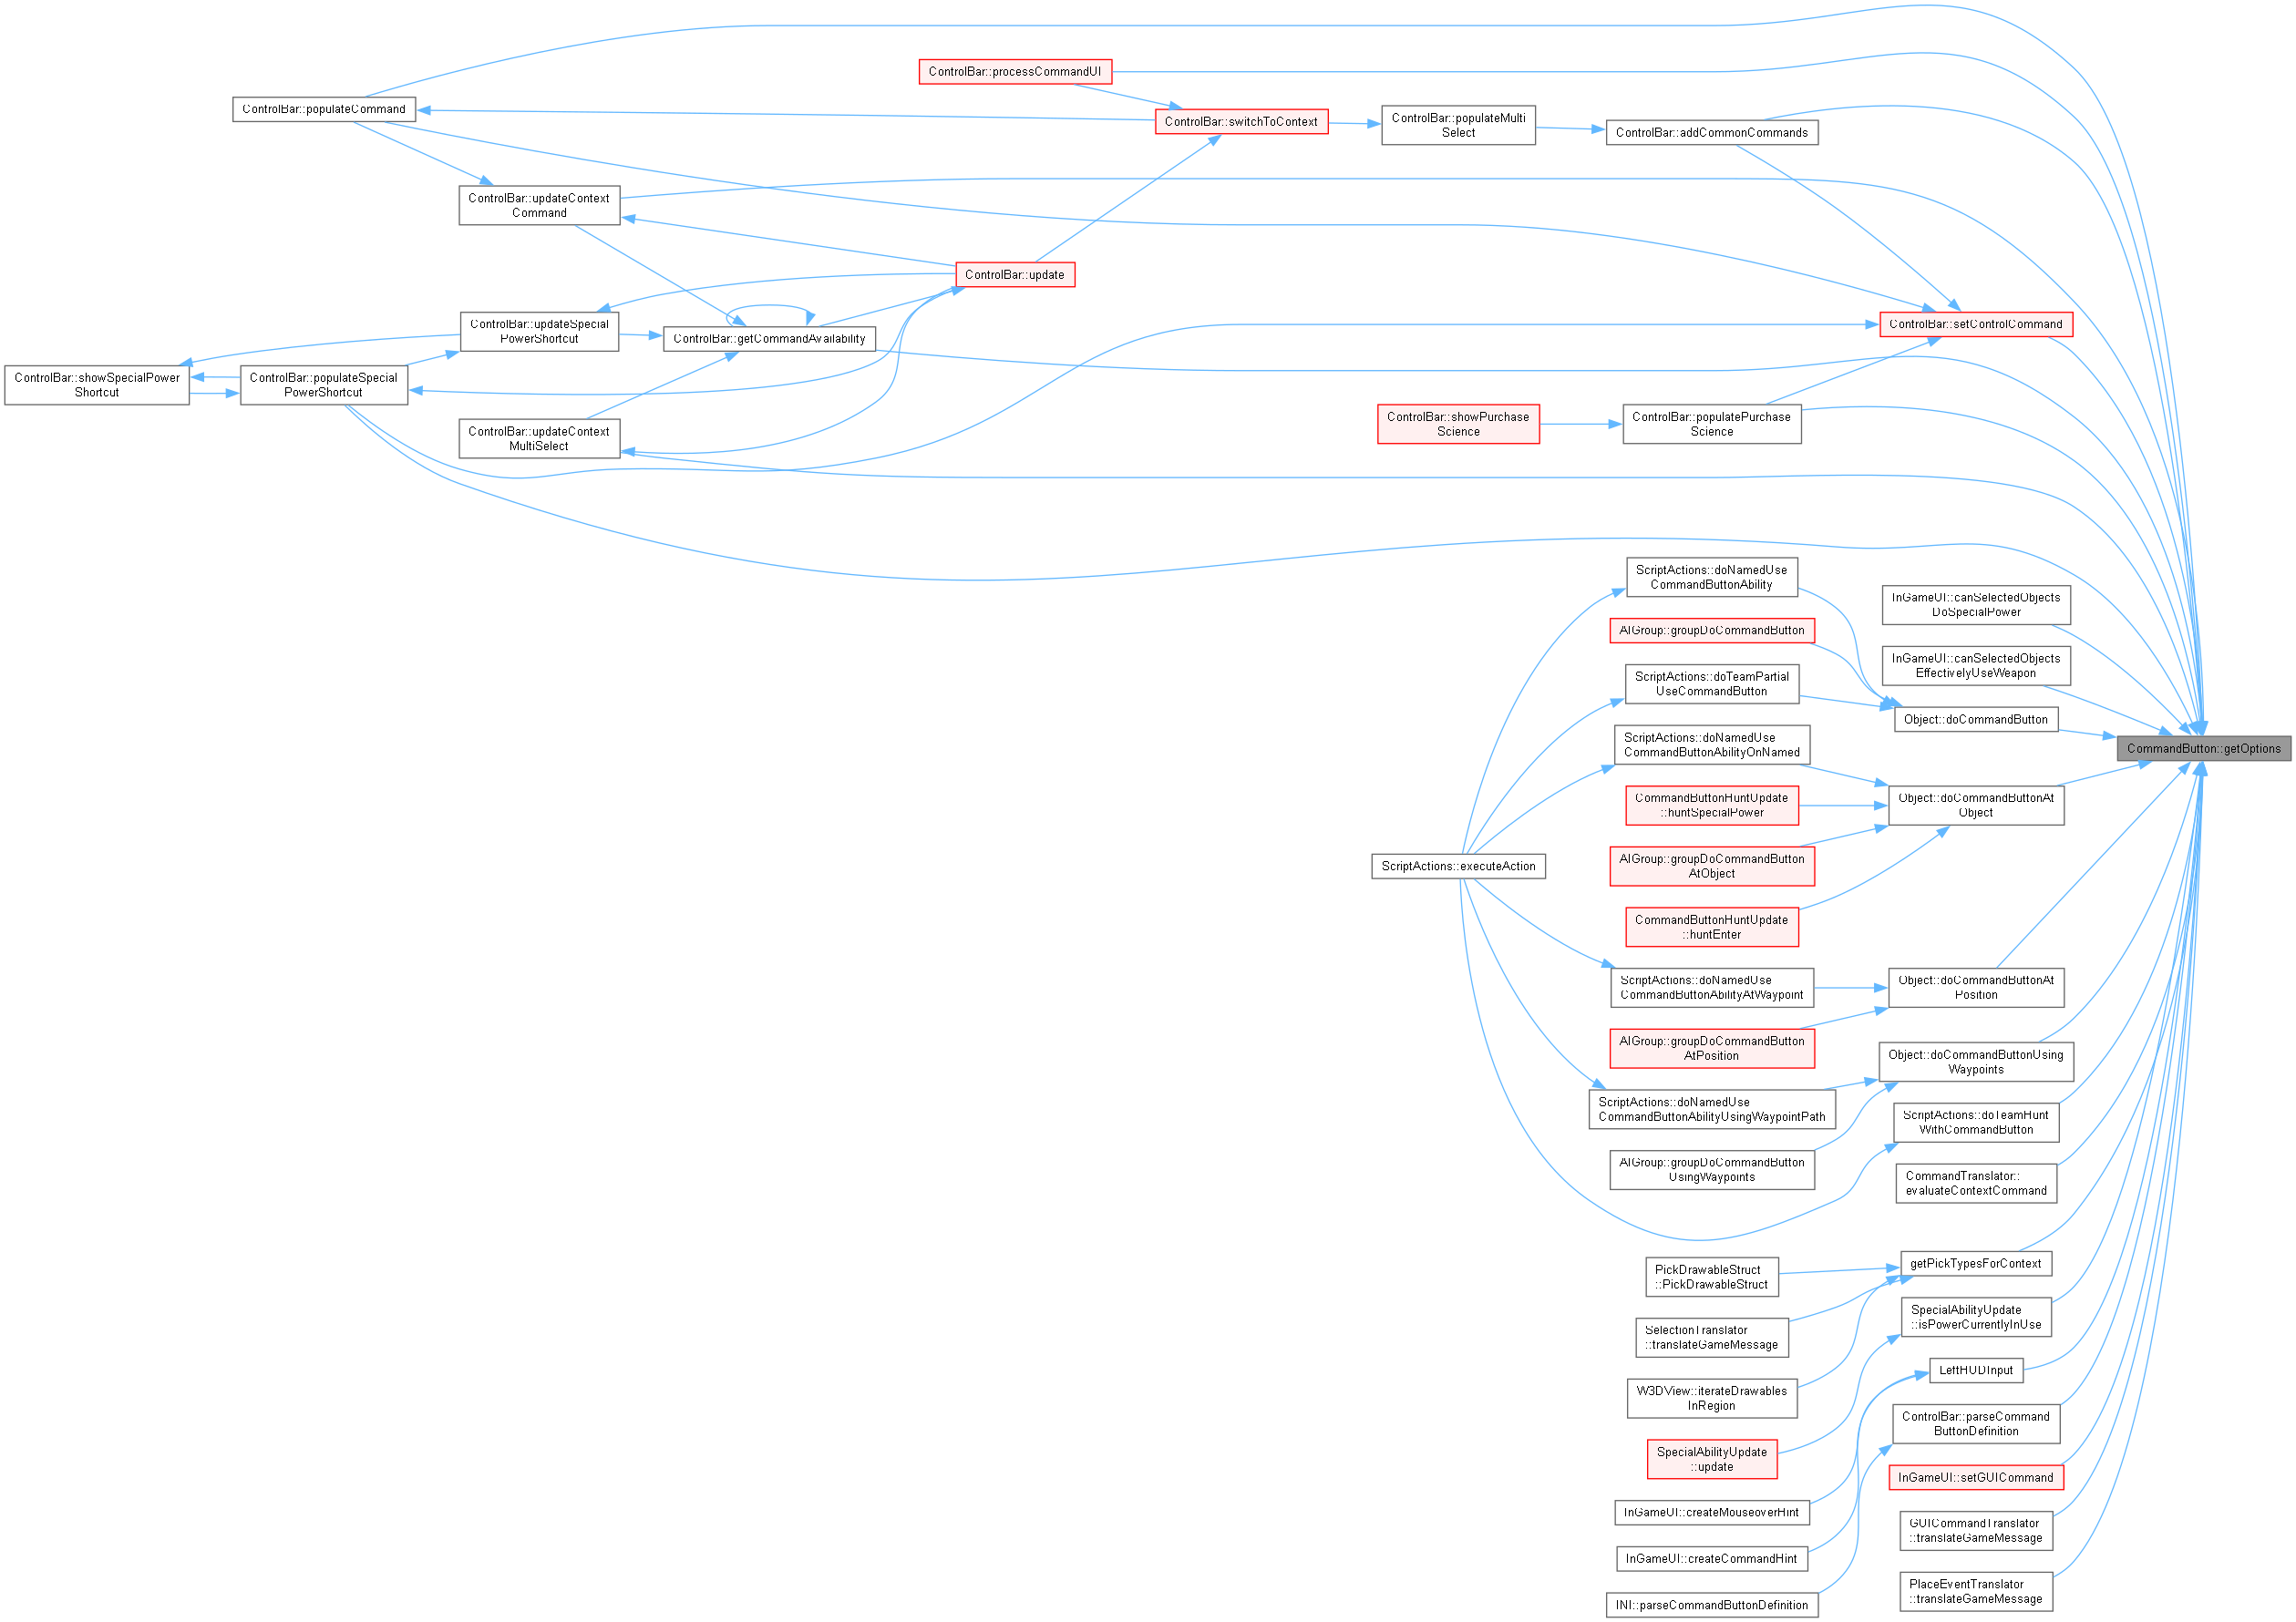 ControlBar::processCommandUI
ControlBar::populateCommand
ControlBar::switchToContext
ControlBar::populateMulti
Select
ControlBar::addCommonCommands
ControlBar::updateContext
Command
ControlBar::update
ControlBar::updateSpecial
PowerShortcut
ControlBar::getCommandAvailability
ControlBar::setControlCommand
ControlBar::showSpecialPower
Shortcut
ControlBar::populateSpecial
PowerShortcut
ControlBar::updateContext
MultiSelect
ControlBar::showPurchase
Science
ControlBar::populatePurchase
Science
ScriptActions::doNamedUse
CommandButtonAbility
InGameUI::canSelectedObjects
DoSpecialPower
AIGroup::groupDoCommandButton
InGameUI::canSelectedObjects
EffectivelyUseWeapon
ScriptActions::doTeamPartial
UseCommandButton
Object::doCommandButton
ScriptActions::doNamedUse
CommandButtonAbilityOnNamed
CommandButton::getOptions
CommandButtonHuntUpdate
::huntSpecialPower
Object::doCommandButtonAt
Object
ScriptActions::executeAction
AIGroup::groupDoCommandButton
AtObject
CommandButtonHuntUpdate
::huntEnter
ScriptActions::doNamedUse
CommandButtonAbilityAtWaypoint
Object::doCommandButtonAt
Position
AIGroup::groupDoCommandButton
AtPosition
Object::doCommandButtonUsing
Waypoints
ScriptActions::doNamedUse
CommandButtonAbilityUsingWaypointPath
ScriptActions::doTeamHunt
WithCommandButton
AIGroup::groupDoCommandButton
UsingWaypoints
CommandTranslator::
evaluateContextCommand
PickDrawableStruct
::PickDrawableStruct
getPickTypesForContext
SelectionTranslator
::translateGameMessage
SpecialAbilityUpdate
::isPowerCurrentlyInUse
W3DView::iterateDrawables
InRegion
LeftHUDInput
SpecialAbilityUpdate
::update
ControlBar::parseCommand
ButtonDefinition
InGameUI::createMouseoverHint
InGameUI::setGUICommand
InGameUI::createCommandHint
GUICommandTranslator
::translateGameMessage
INI::parseCommandButtonDefinition
PlaceEventTranslator
::translateGameMessage